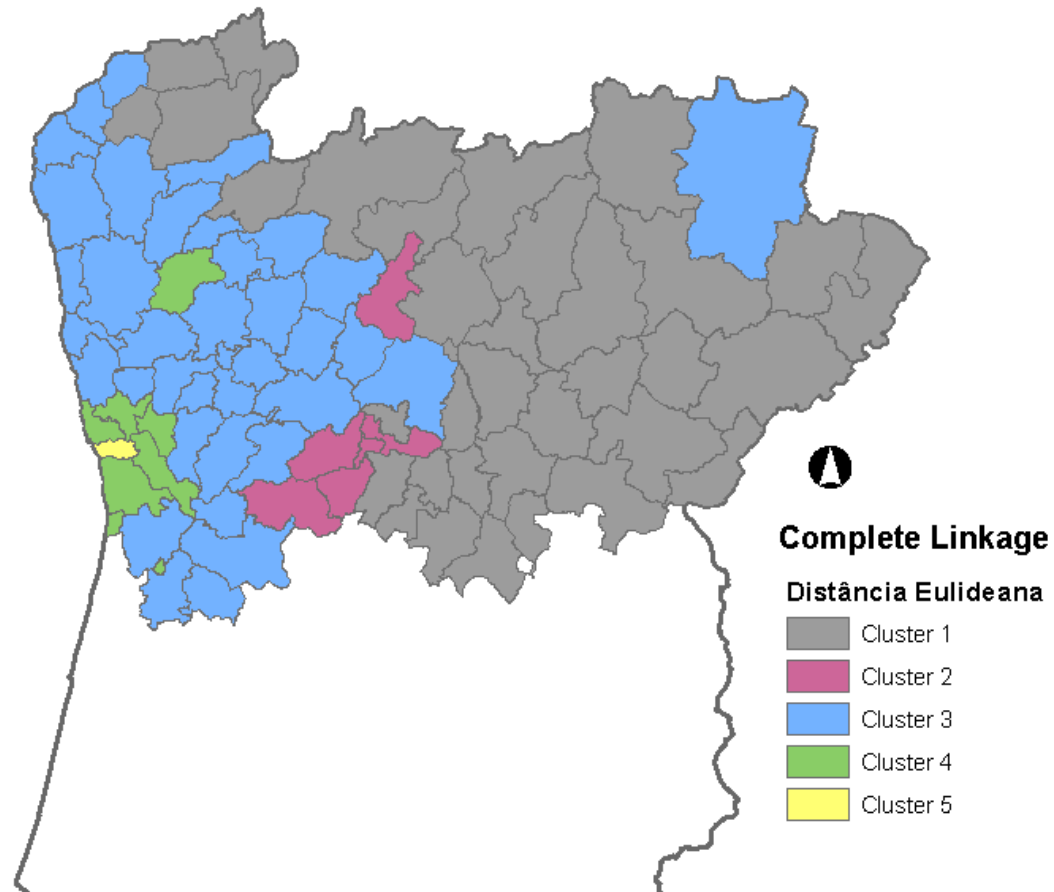 Complete Linkage
Distância Eulideana
Cluster 1
Cluster 2
Cluster 3
Cluster 4
Cluster 5